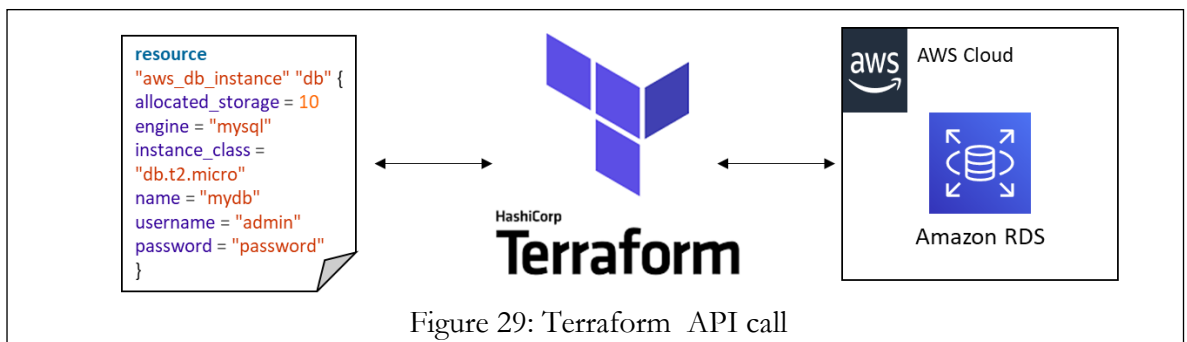 resource
"aws_db_instance" "db" {
allocated_storage = 10
engine = "mysql"
instance_class =
"db.t2.micro"
name = "mydb"
username = "admin"
password = "password"
}
HashiCorp
Terraform
aws
AWS Cloud
Amazon RDS
Figure 29: Terraform  API call